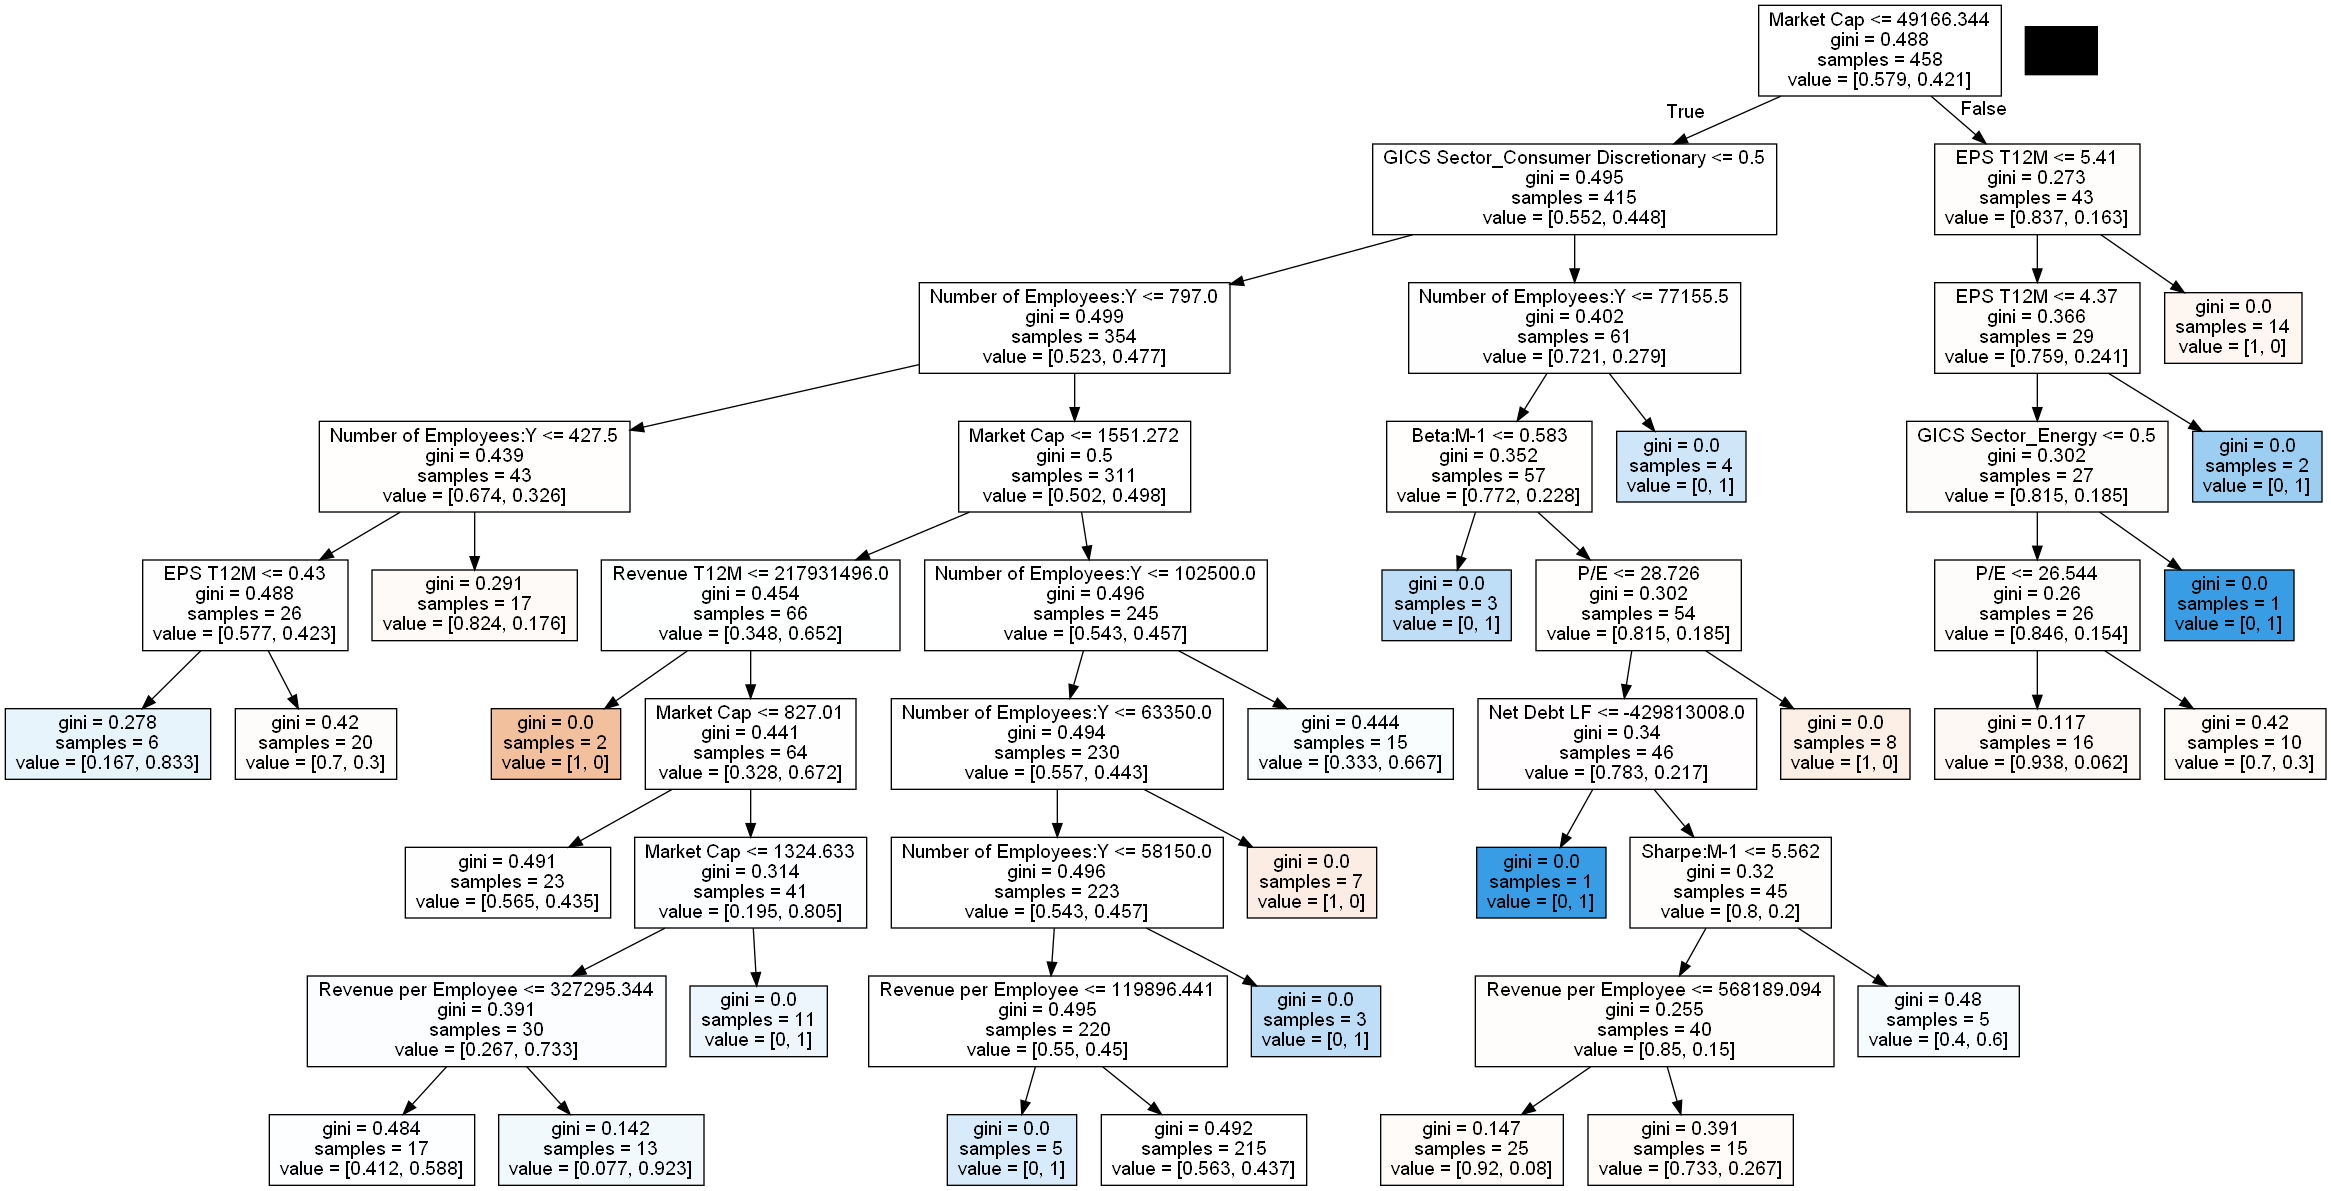 Market Cap <= 49166.344
gini = 0.488
samples = 458
value = [0.579, 0.421]
True
False
GICS Sector_Consumer Discretionary <= 0.5
gini = 0.495
samples = 415
value = [0.552, 0.448]
EPS T12M <= 5.41
gini = 0.273
samples = 43
value = [0.837, 0.163]
Number of Employees:Y <= 797.0
gini = 0.499
samples = 354
value = [0.523, 0.477]
Number of Employees:Y <= 77155.5
gini = 0.402
samples = 61
value = [0.721, 0.279]
EPS T12M <= 4.37
gini = 0.366
samples = 29
value = [0.759, 0.241]
gini = 0.0
samples = 14
value = [1, 0]
Number of Employees:Y <= 427.5
gini = 0.439
samples = 43
value = [0.674, 0.326]
Market Cap <= 1551.272
gini = 0.5
samples = 311
value = [0.502, 0.498]
Beta:M-1 <= 0.583
gini = 0.352
samples = 57
value = [0.772, 0.228]
gini = 0.0
samples = 4
value = [0, 1]
GICS Sector_Energy <= 0.5
gini = 0.302
samples = 27
value = [0.815, 0.185]
gini = 0.0
samples = 2
value = [0, 1]
EPS T12M <= 0.43
gini = 0.488
samples = 26
value = [0.577, 0.423]
gini = 0.291
samples = 17
value = [0.824, 0.176]
Revenue T12M <= 217931496.0
gini = 0.454
samples = 66
value = [0.348, 0.652]
Number of Employees:Y <= 102500.0
gini = 0.496
samples = 245
value = [0.543, 0.457]
gini = 0.0
samples = 3
value = [0, 1]
P/E <= 28.726
gini = 0.302
samples = 54
value = [0.815, 0.185]
P/E <= 26.544
gini = 0.26
samples = 26
value = [0.846, 0.154]
gini = 0.0
samples = 1
value = [0, 1]
gini = 0.278
samples = 6
value = [0.167, 0.833]
gini = 0.42
samples = 20
value = [0.7, 0.3]
gini = 0.0
samples = 2
value = [1, 0]
Market Cap <= 827.01
gini = 0.441
samples = 64
value = [0.328, 0.672]
Number of Employees:Y <= 63350.0
gini = 0.494
samples = 230
value = [0.557, 0.443]
gini = 0.444
samples = 15
value = [0.333, 0.667]
Net Debt LF <= -429813008.0
gini = 0.34
samples = 46
value = [0.783, 0.217]
gini = 0.0
samples = 8
value = [1, 0]
gini = 0.117
samples = 16
value = [0.938, 0.062]
gini = 0.42
samples = 10
value = [0.7, 0.3]
gini = 0.491
samples = 23
value = [0.565, 0.435]
Market Cap <= 1324.633
gini = 0.314
samples = 41
value = [0.195, 0.805]
Number of Employees:Y <= 58150.0
gini = 0.496
samples = 223
value = [0.543, 0.457]
gini = 0.0
samples = 7
value = [1, 0]
gini = 0.0
samples = 1
value = [0, 1]
Sharpe:M-1 <= 5.562
gini = 0.32
samples = 45
value = [0.8, 0.2]
Revenue per Employee <= 327295.344
gini = 0.391
samples = 30
value = [0.267, 0.733]
gini = 0.0
samples = 11
value = [0, 1]
Revenue per Employee <= 119896.441
gini = 0.495
samples = 220
value = [0.55, 0.45]
gini = 0.0
samples = 3
value = [0, 1]
Revenue per Employee <= 568189.094
gini = 0.255
samples = 40
value = [0.85, 0.15]
gini = 0.48
samples = 5
value = [0.4, 0.6]
gini = 0.484
samples = 17
value = [0.412, 0.588]
gini = 0.142
samples = 13
value = [0.077, 0.923]
gini = 0.0
samples = 5
value = [0, 1]
gini = 0.492
samples = 215
value = [0.563, 0.437]
gini = 0.147
samples = 25
value = [0.92, 0.08]
gini = 0.391
samples = 15
value = [0.733, 0.267]